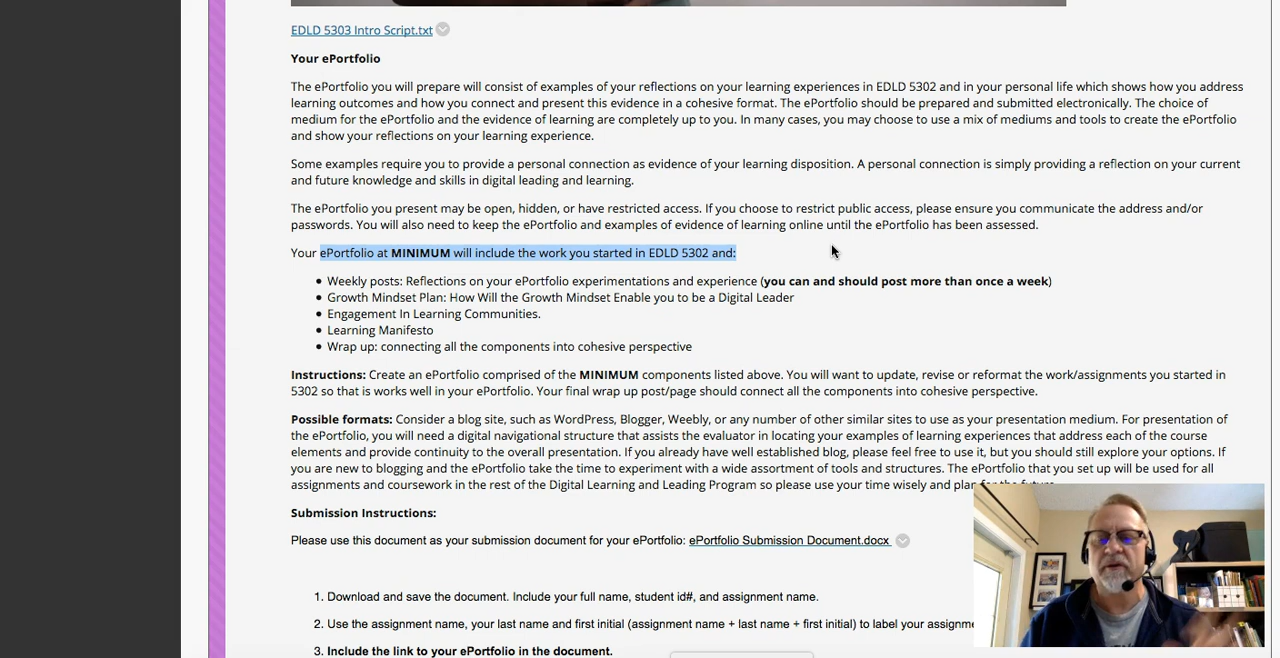 EDLD 5303 Intro Script.txt
Your ePortfolio
The ePortfolio you will prepare will consist of examples of your reflections on your learning experiences in EDLD 5302 and in your personal life which shows how you address
learning outcomes and how you connect and present this evidence in a cohesive format. The ePortfolio should be prepared and submitted electronically. The choice of
medium for the ePortfolio and the evidence of learning are completely up to you. In many cases, you may choose to use a mix of mediums and tools to create the ePortfolio
and show your reflections on your learning experience.
Some examples require you to provide a personal connection as evidence of your learning disposition. A personal connection is simply providing a reflection on your current
and future knowledge and skills in digital leading and learning.
The ePortfolio you present may be open, hidden, or have restricted access. If you choose to restrict public access, please ensure you communicate the address and/or
passwords. You will also need to keep the ePortfolio and examples of evidence of learning online until the ePortfolio has been assessed.
Your ePortfolio at MINIMUM will include the work you started in EDLD 5302 and:
• Weekly posts: Reflections on your ePortfolio experimentations and experience (you can and should post more than once a week)
• Growth Mindset Plan: How Will the Growth Mindset Enable you to be a Digital Leader
• Engagement In Learning Communities.
• Learning Manifesto
• Wrap up: connecting all the components into cohesive perspective
Instructions: Create an ePortfolio comprised of the MINIMUM components listed above. You will want to update, revise or reformat the work/assignments you started in
5302 so that is works well in your ePortfolio. Your final wrap up post/page should connect all the components into cohesive perspective.
Possible formats: Consider a blog site, such as WordPress, Blogger, Weebly, or any number of other similar sites to use as your presentation medium. For presentation of
the ePortfolio, you will need a digital navigational structure that assists the evaluator in locating your examples of learning experiences that address each of the course
elements and provide continuity to the overall presentation. If you already have well established blog, please feel free to use it, but you should still explore your options. If
you are new to blogging and the ePortfolio take the time to experiment with a wide assortment of tools and structures. The ePortfolio that you set up will be used for all
assignments and coursework in the rest of the Digital Learning and Leading Program so please use your time wisely and plan for the future.
Submission Instructions:
Please use this document as your submission document for your ePortfolio: ePortfolio Submission Document.docx
1. Download and save the document. Include your full name, student id#, and assignment name.
2. Use the assignment name, your last name and first initial (assignment name + last name + first initial) to label your
3. Include the link to your ePortfolio in the document.